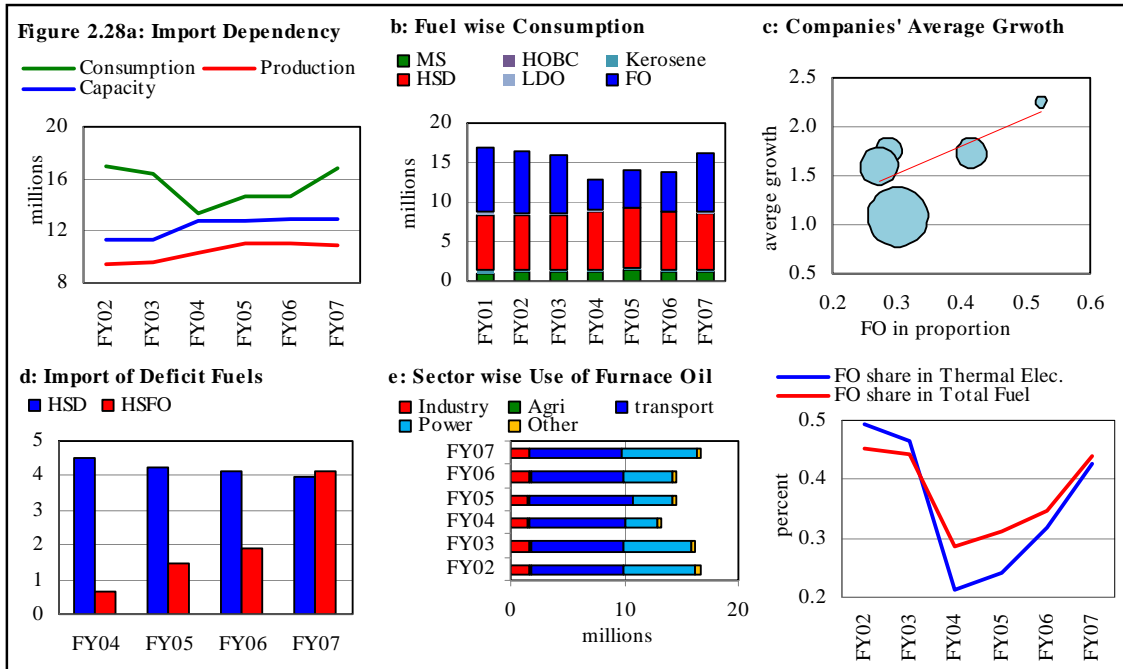 Figure 2.28a: Import Dependency
Consumption Production
Capacity
20
16
12
8
millions
FY02 FY03 FY04 FY05 FY06 FY07
b: Fuel wise Consumption
MS HOBC Kerosene
HSD LDO FO
20
15
10
5
0
millions
FY01 FY02 FY03 FY04 FY05 FY06 FY07
c: Companies' Average Grwoth
2.5
2.0
1.5
1.0
0.5
averge growth
0.2 0.3 0.4 0.5 0.6
FO in proportion
d: Import of Deficit Fuels
HSD HSFO
5
4
3
2
1
0
FY04 FY05 FY06 FY07
e: Sector wise Use of Furnace Oil
Industry Agri transport
Power Other
FY07
FY06
FY05
FY04
FY03
FY02
0 10 20
millions
FO share in Thermal Elec.
FO share in Total Fuel
0.5
0.4
0.3
0.2
percent
FY02 FY03 FY04 FY05 FY06 FY07